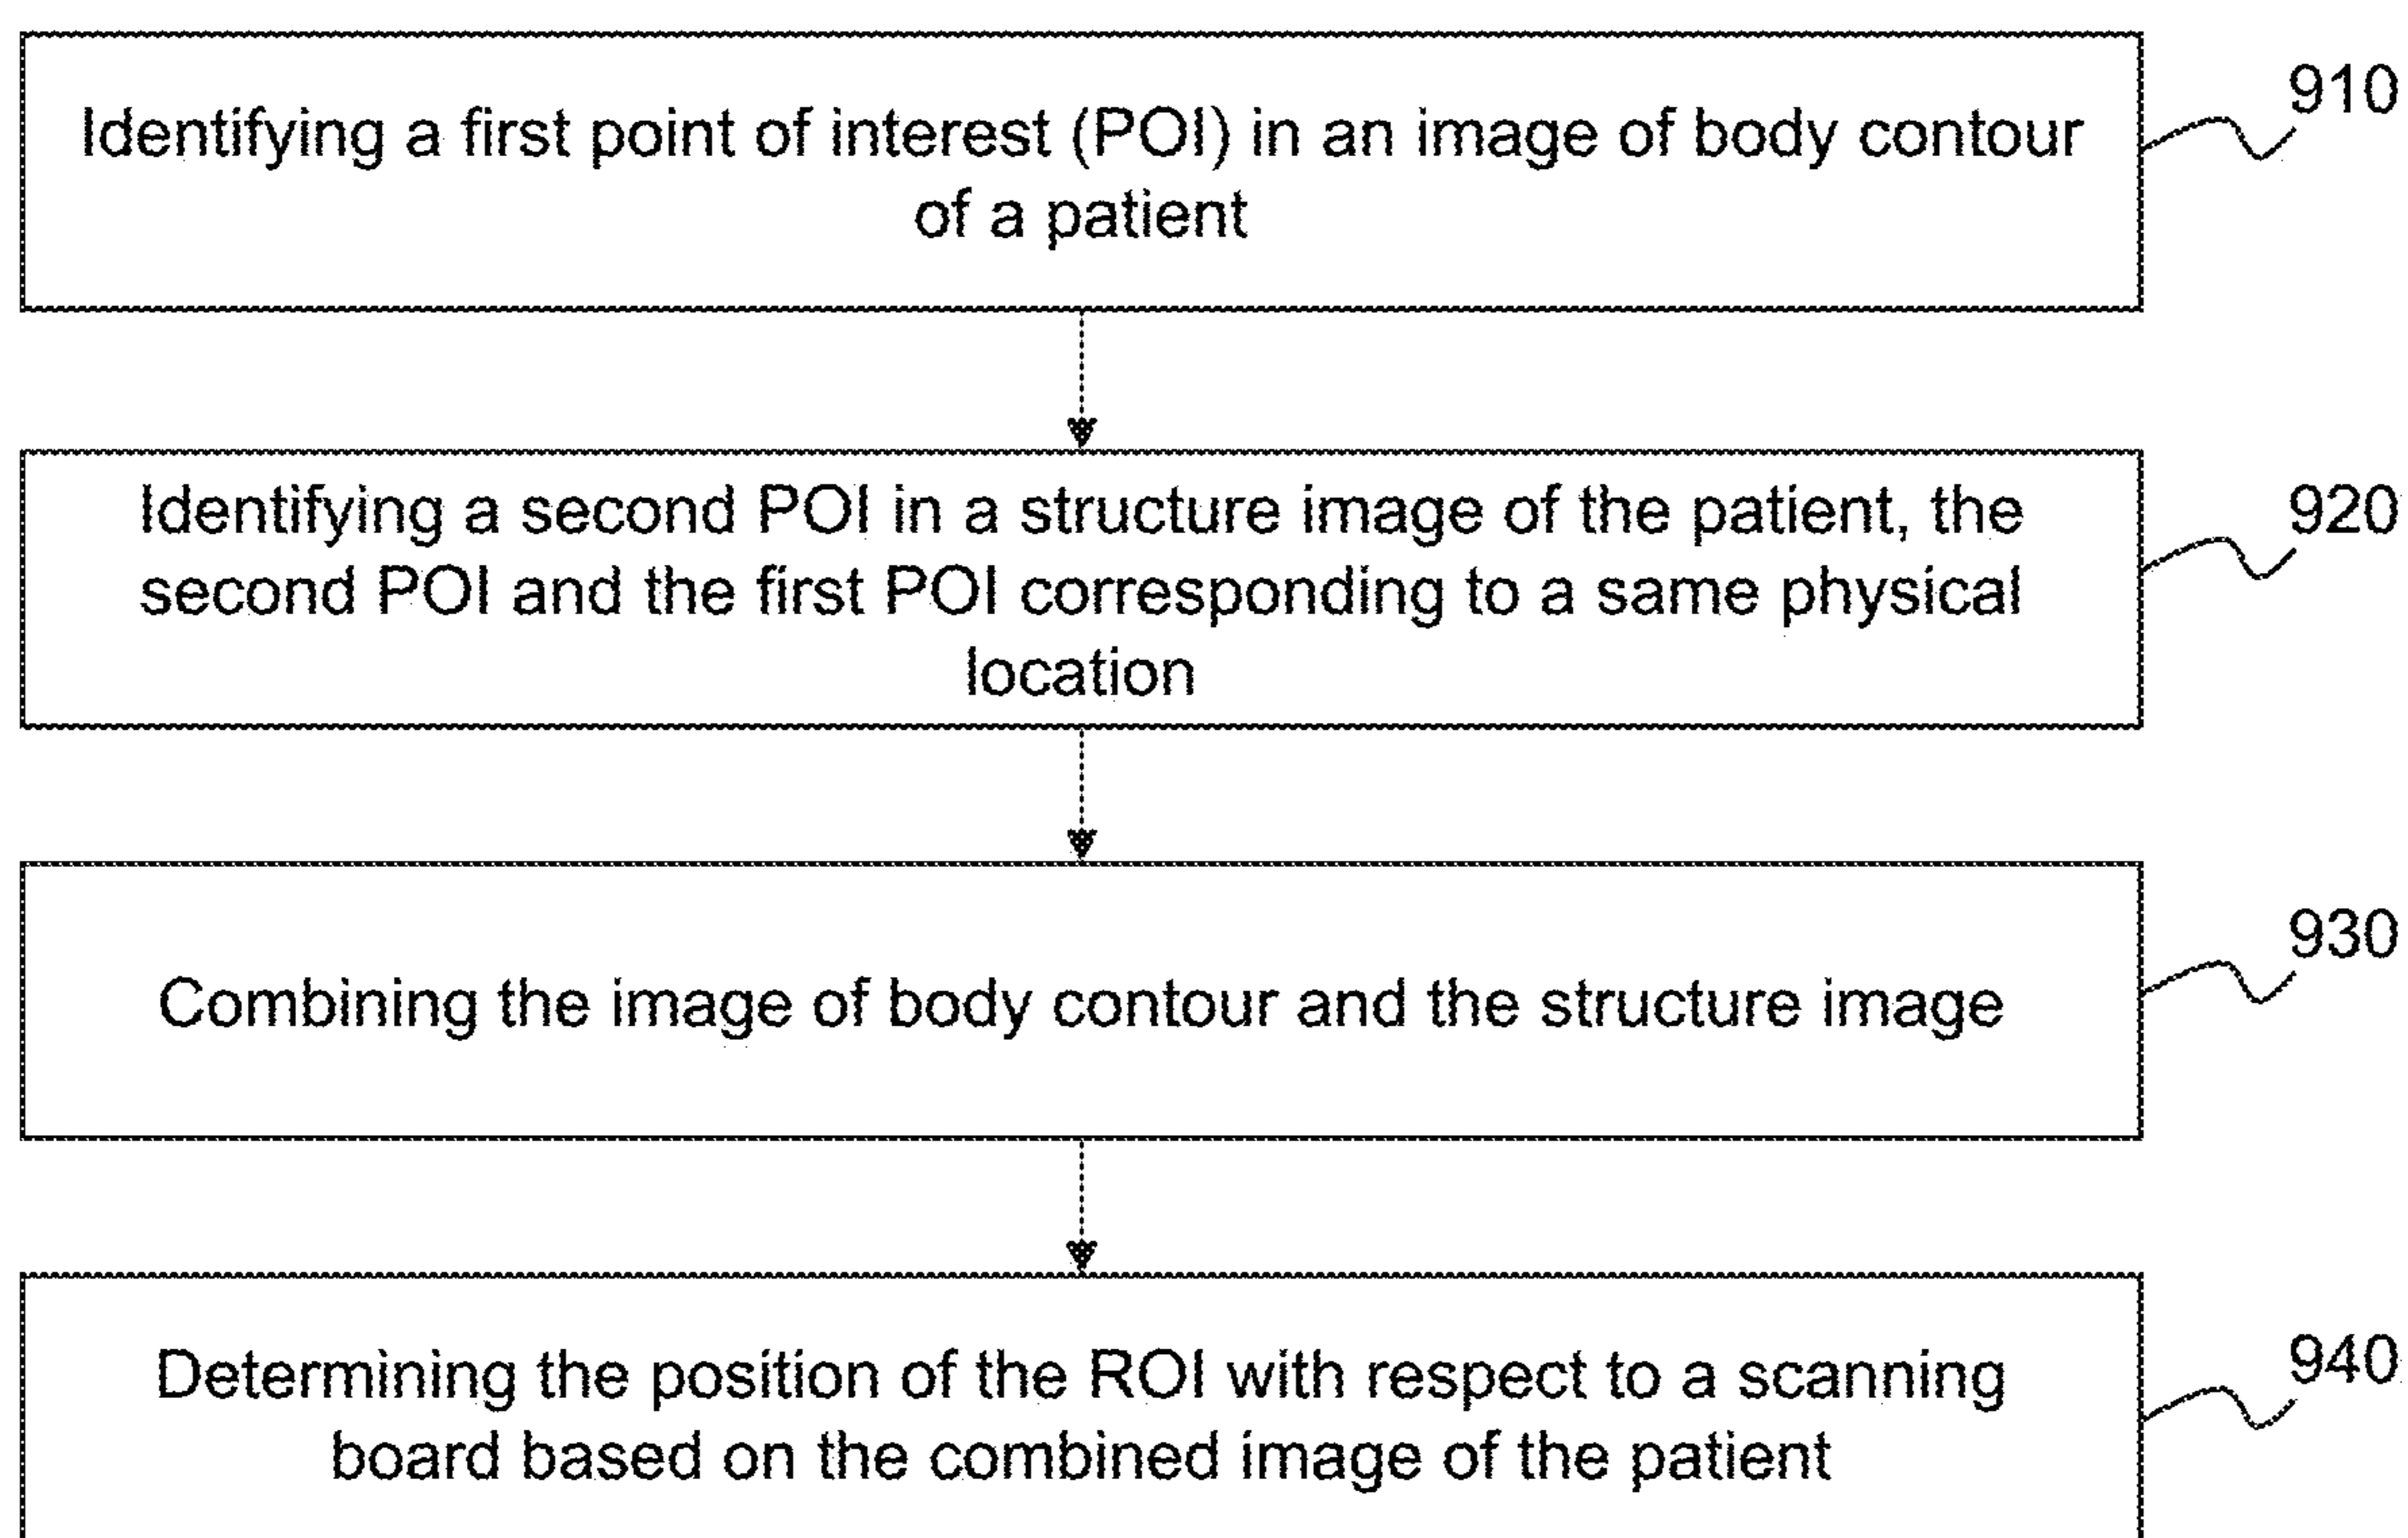 Identifying a first point of interest (POI) in an image of body contour
of a patient
910
Identifying a second POI in a structure image of the patient, the
second POI and the first POI corresponding to a same physical
location
920
Combining the image of body contour and the structure image
930
Determining the position of the ROI with respect to a scanning
board based on the combined image of the patient
940